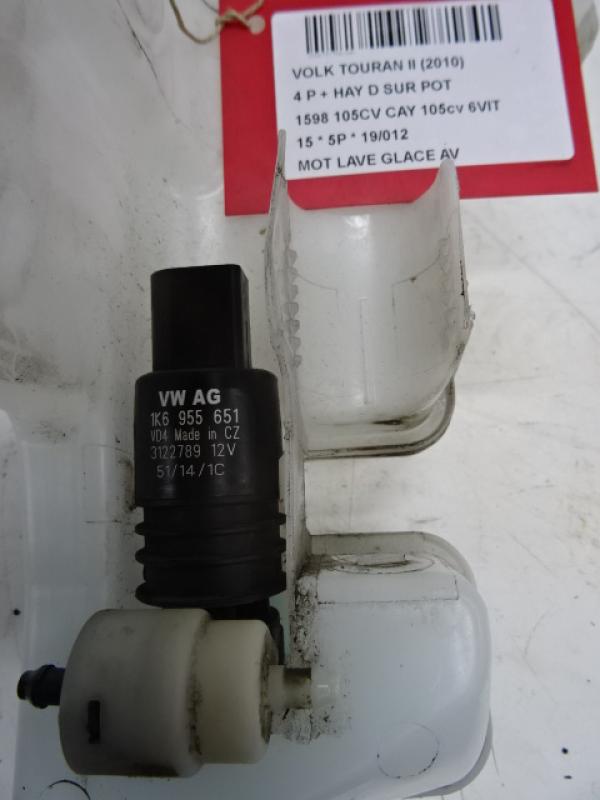 VOLK TOURAN II (2010)
4 P + HAY D SUR POT
1598 105CV CAY 105cv 6VIT
15 * 5P * 19/012
MOT LAVE GLACE AV
VW AG
1K6 955 651
VD4 Made in CZ
3122789 12V
51/14/1C